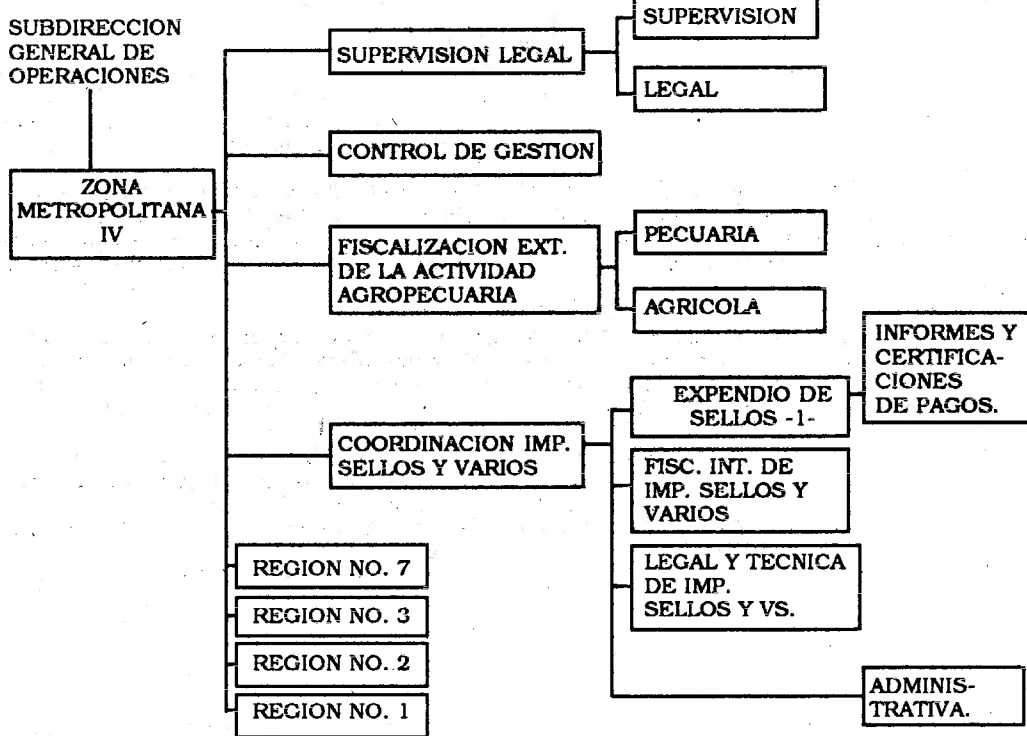 SUBDIRECCION
GENERAL DE
OPERACIONES
ZONA
METROPOLITANA
IV
SUPERVISION LEGAL
SUPERVISION
LEGAL
CONTROL DE GESTION
FISCALIZACION EXT.
DE LA ACTIVIDAD
AGROPECUARIA
PECUARIA
AGRICOLA
COORDINACION IMP.
SELLOS Y VARIOS
EXPENDIO DE
SELLOS -1-
INFORMES Y
CERTIFICA-
CIONES
DE PAGOS.
FISC. INT. DE
IMP. SELLOS Y
VARIOS
LEGAL Y TECNICA
DE IMP.
SELLOS Y VS.
ADMINIS-
TRATIVA.
REGION NO. 7
REGION NO. 3
REGION NO. 2
REGION NO. 1